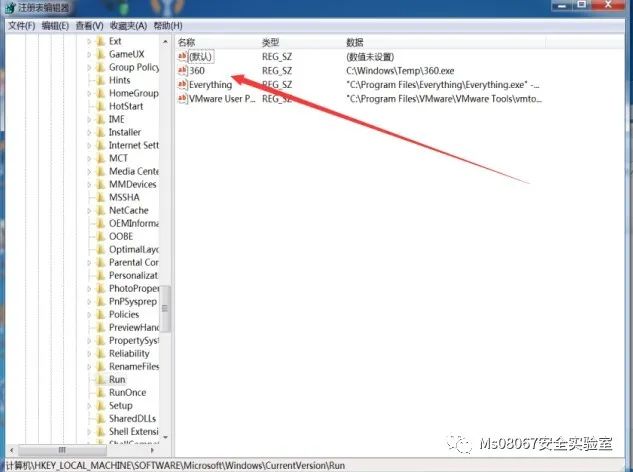 注册表编辑器
文件(F) 编辑(E) 查看(V) 收藏夹(A) 帮助(H)
名称 类型 数据
(默认) REG_SZ (数值未设置)
360 REG_SZ C:\Windows\Temp\360.exe
Everything REG_SZ "C:\Program Files\Everything\Everything.exe" -...
VMware User P... REG_SZ "C:\Program Files\VMware\VMware Tools\vmto...
Ext
GameUX
Group Policy
Hints
HomeGroup
HotStart
IME
Installer
Internet Sett
MCT
Media Cente
MMDevices
MSSHA
NetCache
OEMInforma
OOBE
OptimalLayo
Parental Cor
Personalizat
PhotoProper
PnPSysprep
Policies
PreviewHand
PropertySyst
Reliability
RenameFiles
Run
RunOnce
Setup
SharedDLLs
Shell Extensi
ShellCompa
计算机\HKEY_LOCAL_MACHINE\SOFTWARE\Microsoft\Windows\CurrentVersion\Run
Ms08067安全实验室